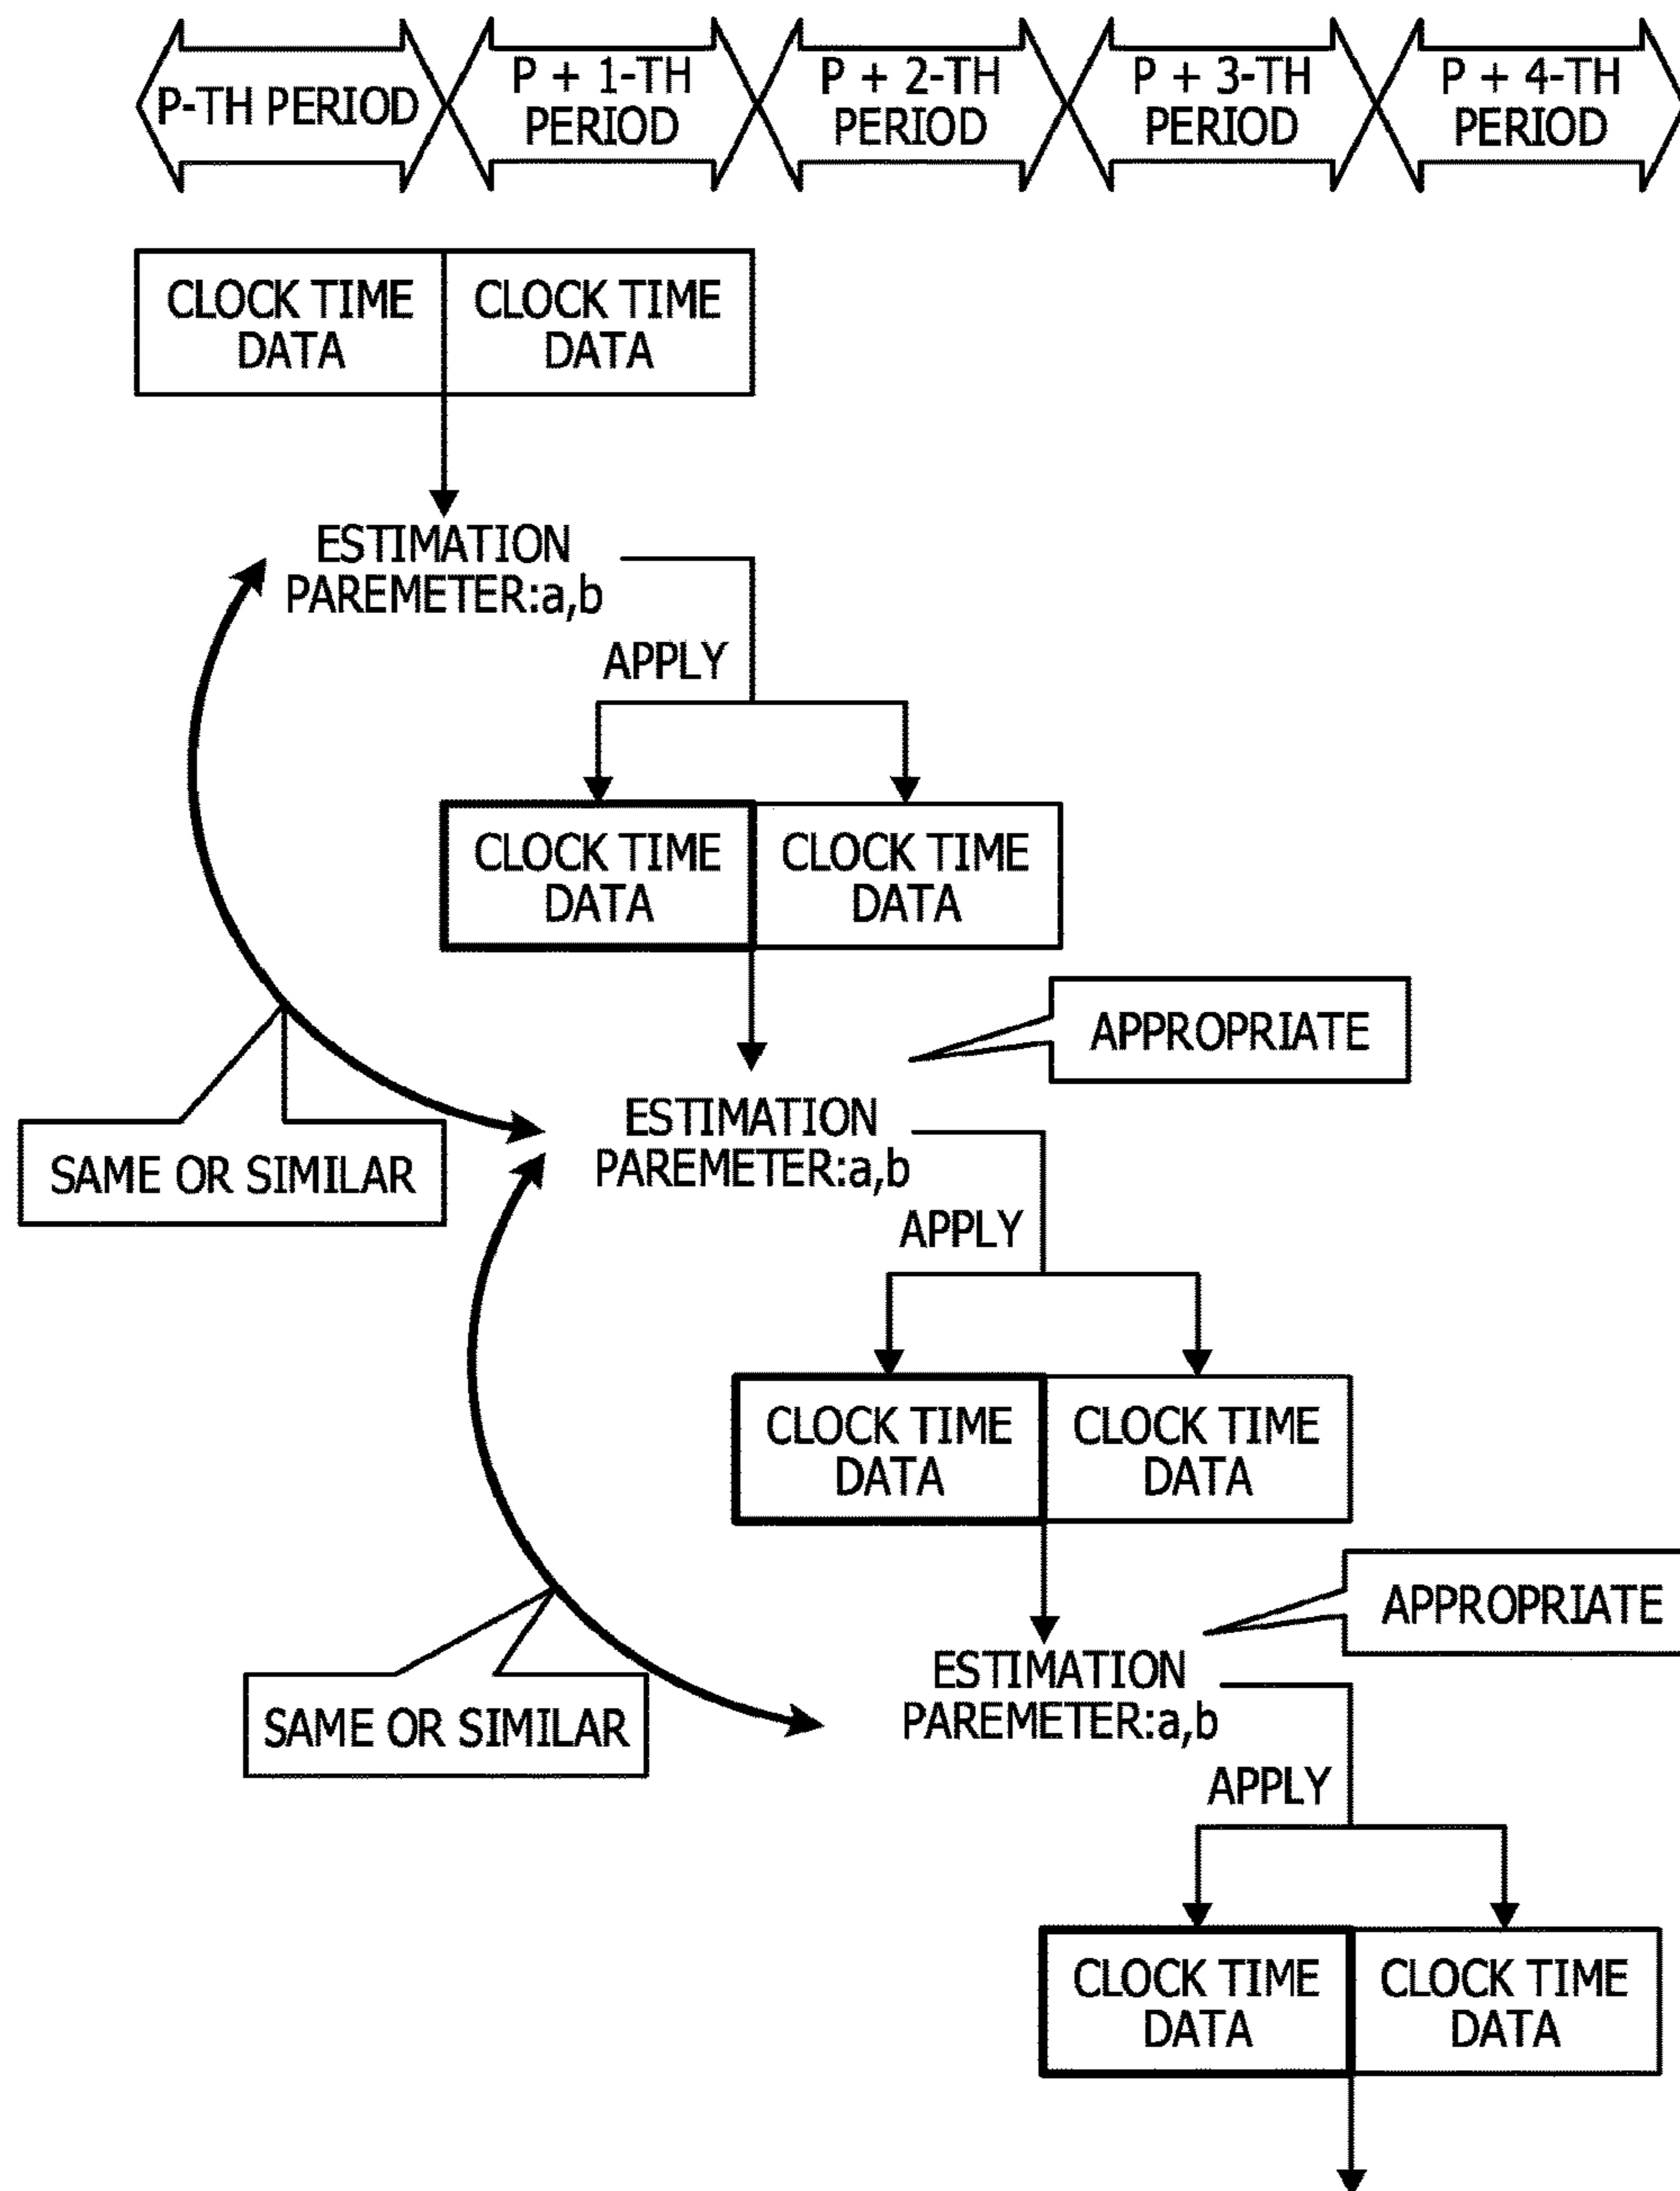 P-TH PERIOD
P + 1-TH
PERIOD
P + 2-TH
PERIOD
P + 3-TH
PERIOD
P + 4-TH
PERIOD
CLOCK TIME
DATA
CLOCK TIME
DATA
ESTIMATION
PAREMETER:a,b
APPLY
CLOCK TIME
DATA
CLOCK TIME
DATA
APPROPRIATE
SAME OR SIMILAR
ESTIMATION
PAREMETER:a,b
APPLY
CLOCK TIME
DATA
CLOCK TIME
DATA
APPROPRIATE
SAME OR SIMILAR
ESTIMATION
PAREMETER:a,b
APPLY
CLOCK TIME
DATA
CLOCK TIME
DATA